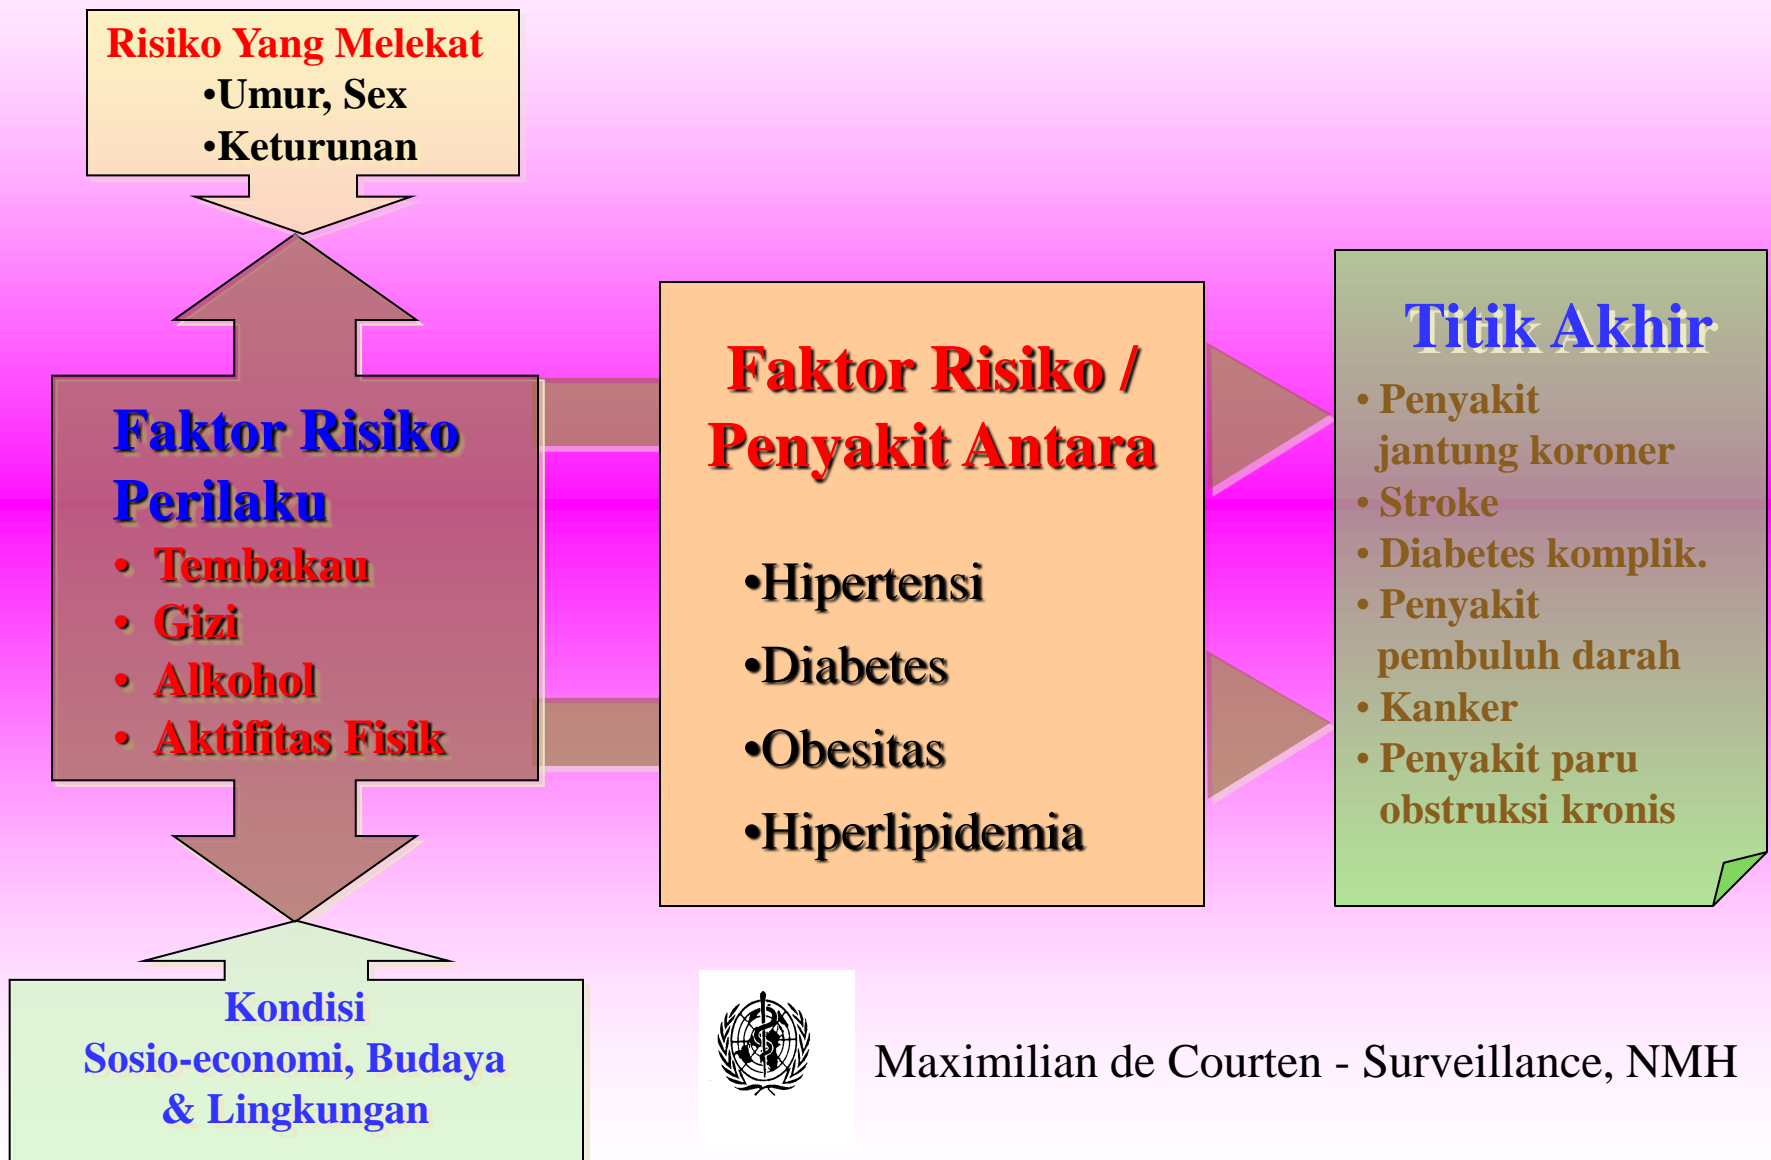 Risiko Yang Melekat
•Umur, Sex
•Keturunan
Faktor Risiko
Perilaku
• Tembakau
• Gizi
• Alkohol
• Aktifitas Fisik
Kondisi
Sosio-economi, Budaya
& Lingkungan
Faktor Risiko /
Penyakit Antara
•Hipertensi
•Diabetes
•Obesitas
•Hiperlipidemia
Titik Akhir
• Penyakit
jantung koroner
• Stroke
• Diabetes komplik.
• Penyakit
pembuluh darah
• Kanker
• Penyakit paru
obstruksi kronis
Maximilian de Courten - Surveillance, NMH